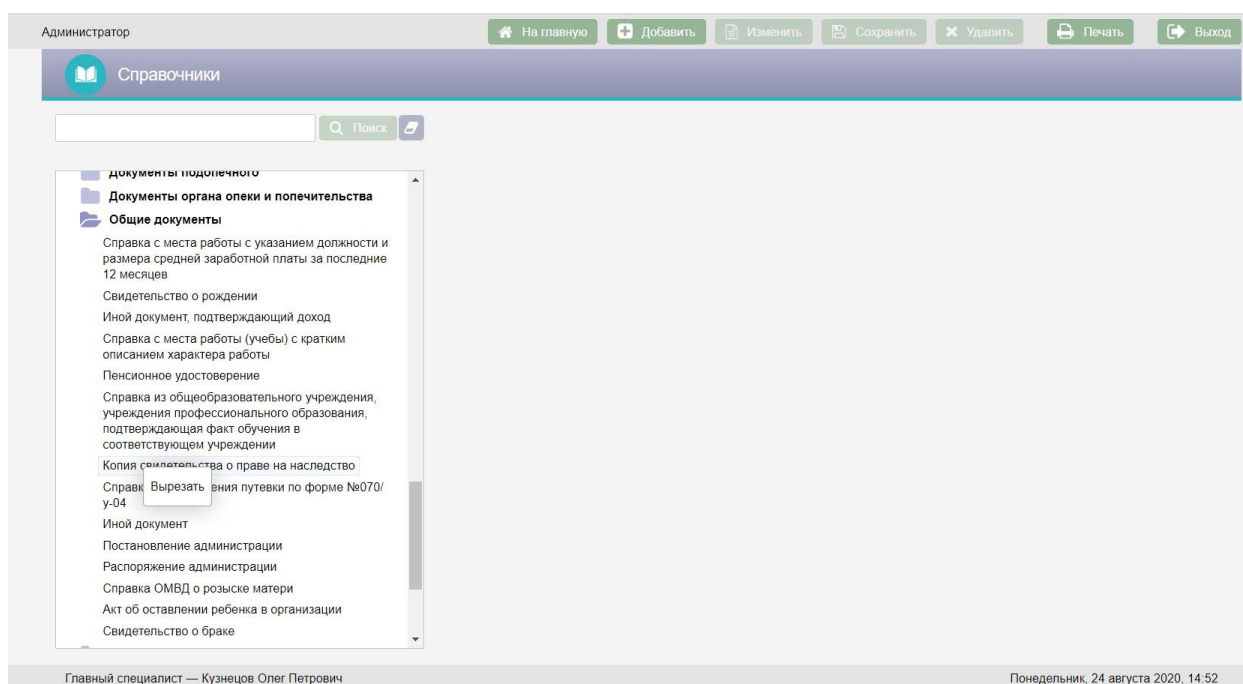 Администратор
На главную
Добавить
Изменить
Сохранить
Удалить
Печать
Выход
Справочники
Поиск
Документы подопечного
Документы органа опеки и попечительства
Общие документы
Справка с места работы с указанием должности и
размера средней заработной платы за последние
12 месяцев
Свидетельство о рождении
Иной документ, подтверждающий доход
Справка с места работы (учебы) с кратким
описанием характера работы
Пенсионное удостоверение
Справка из общеобразовательного учреждения,
учреждения профессионального образования,
подтверждающая факт обучения в
соответствующем учреждении
Копия свидетельства о праве на наследство
Вырезать
путевки по форме №070/
у-04
Иной документ
Постановление администрации
Распоряжение администрации
Справка ОМВД о розыске матери
Акт об оставлении ребенка в организации
Свидетельство о браке
Главный специалист — Кузнецов Олег Петрович
Понедельник, 24 августа 2020, 14:52